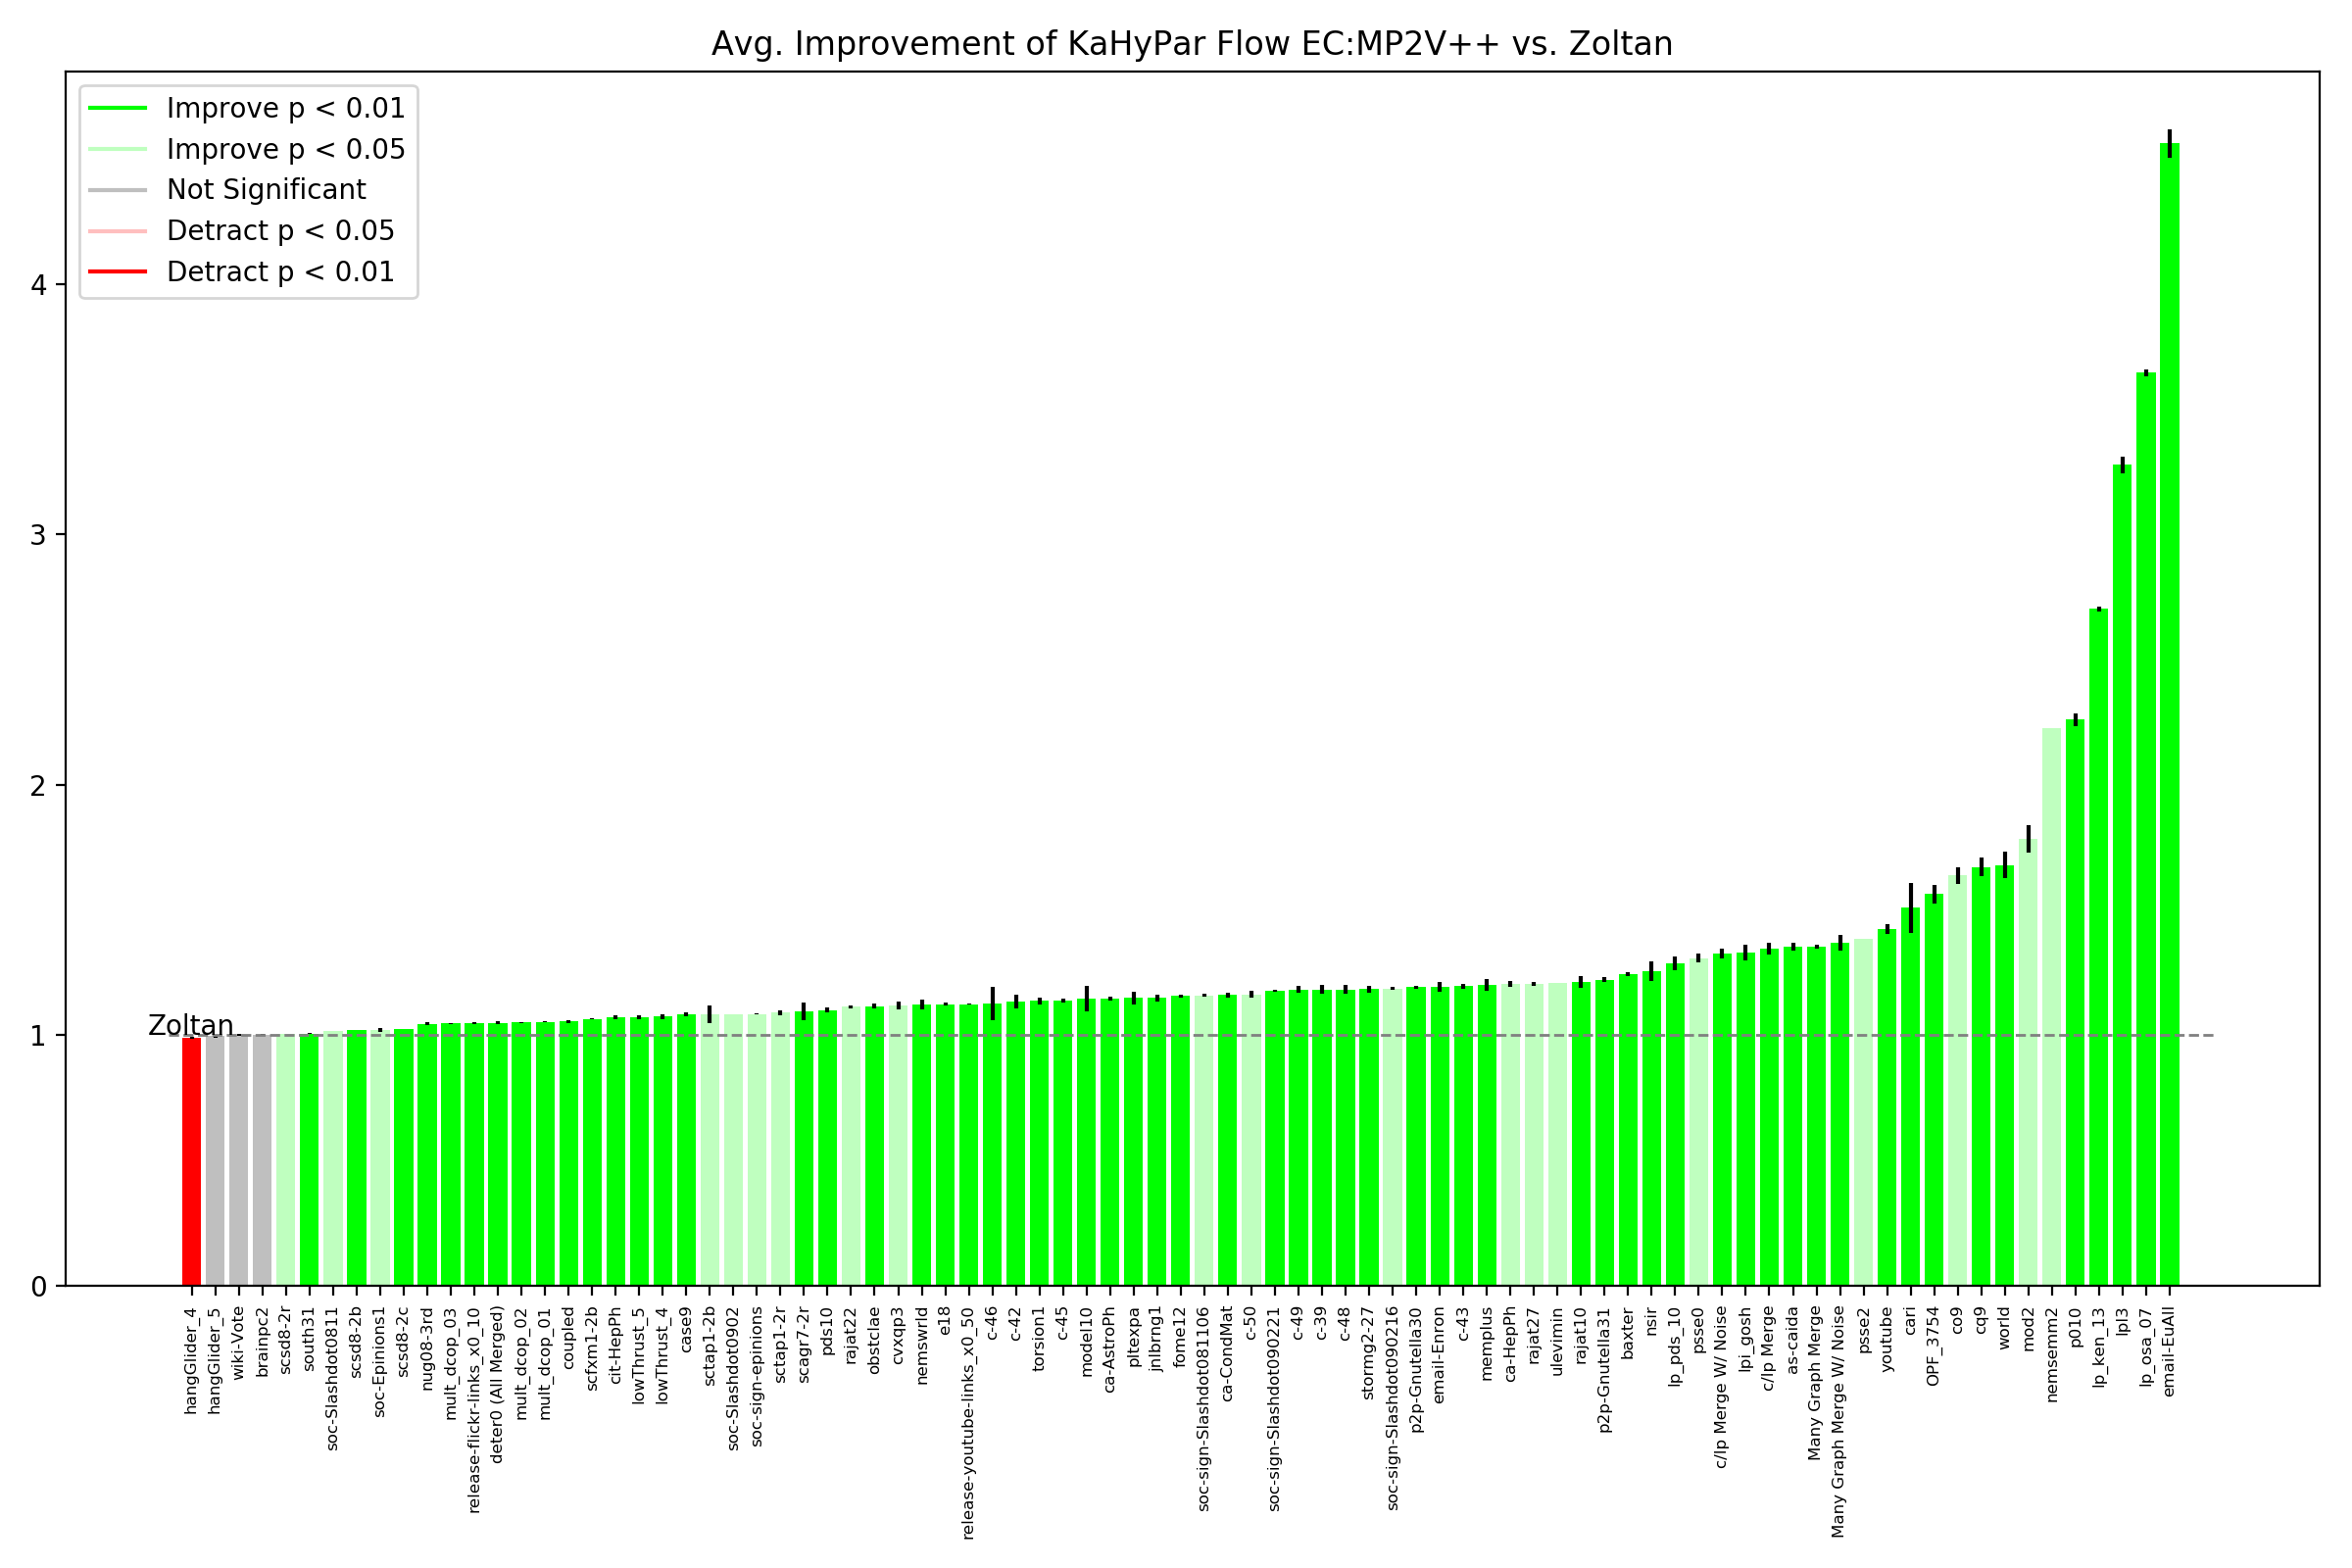 Avg. Improvement of KaHyPar Flow EC:MP2V++ vs. Zoltan
Improve p < 0.01
Improve p < 0.05
Not Significant
Detract p < 0.05
Detract p < 0.01
4
3
2
1
0
Zoltan
hangGlider_4
hangGlider_5
wiki-Vote
brainpc2
scsd8-2r
south31
soc-Slashdot0811
scsd8-2b
soc-Epinions1
scsd8-2c
nug08-3rd
mult_dcop_03
release-flickr-links_x0_10
deter0 (All Merged)
mult_dcop_02
mult_dcop_01
coupled
scfxm1-2b
cit-HepPh
lowThrust_5
lowThrust_4
case9
sctap1-2b
soc-Slashdot0902
soc-sign-epinions
sctap1-2r
scagr7-2r
pds10
rajat22
obstclae
cvxqp3
nemswrld
e18
release-youtube-links_x0_50
c-46
c-42
torsion1
c-45
model10
ca-AstroPh
pltexpa
jnlbrng1
fome12
soc-sign-Slashdot081106
ca-CondMat
c-50
soc-sign-Slashdot090221
c-49
c-39
c-48
stormg2-27
soc-sign-Slashdot090216
p2p-Gnutella30
email-Enron
c-43
memplus
ca-HepPh
rajat27
ulevimin
rajat10
p2p-Gnutella31
baxter
nsir
lp_pds_10
psse0
c/lp Merge W/ Noise
lpi_gosh
c/lp Merge
as-caida
Many Graph Merge
Many Graph Merge W/ Noise
psse2
youtube
cari
OPF_3754
co9
cq9
world
mod2
nemsemm2
p010
lp_ken_13
lpl3
lp_osa_07
email-EuAll